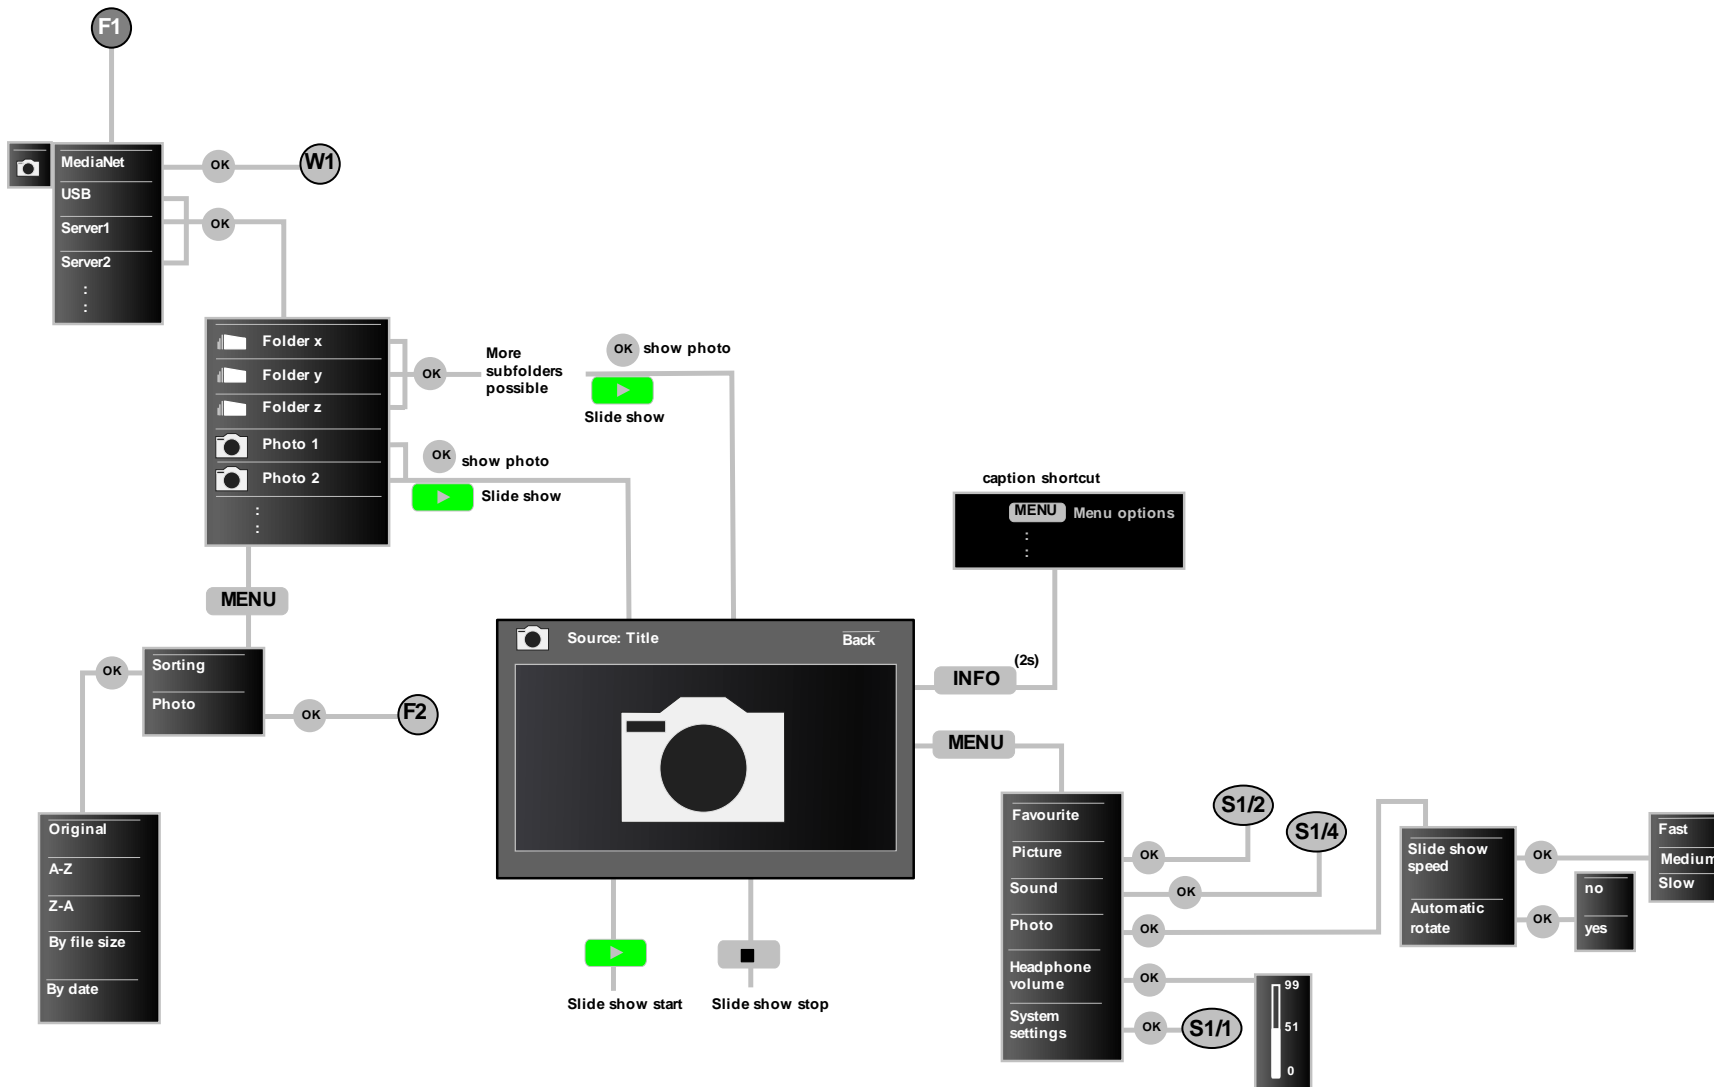 F1
MediaNet
OK
W1
USB
Server1
OK
Server2
:
:
Folder x
Folder y
Folder z
OK
More
subfolders
possible
OK show photo
Slide show
Photo 1
Photo 2
:
:
OK
show photo
Slide show
MENU
Sorting
Photo
OK
OK
F2
Original
A-Z
Z-A
By file size
By date
Source: Title
Back
Slide show start
Slide show stop
caption shortcut
MENU Menu options
:
:
INFO
(2s)
MENU
Favourite
Picture
OK
S1/2
Sound
OK
S1/4
Photo
OK
Headphone
volume
OK
99
51
0
System
settings
OK
S1/1
Slide show
speed
OK
Fast
Medium
Slow
Automatic
rotate
OK
no
yes